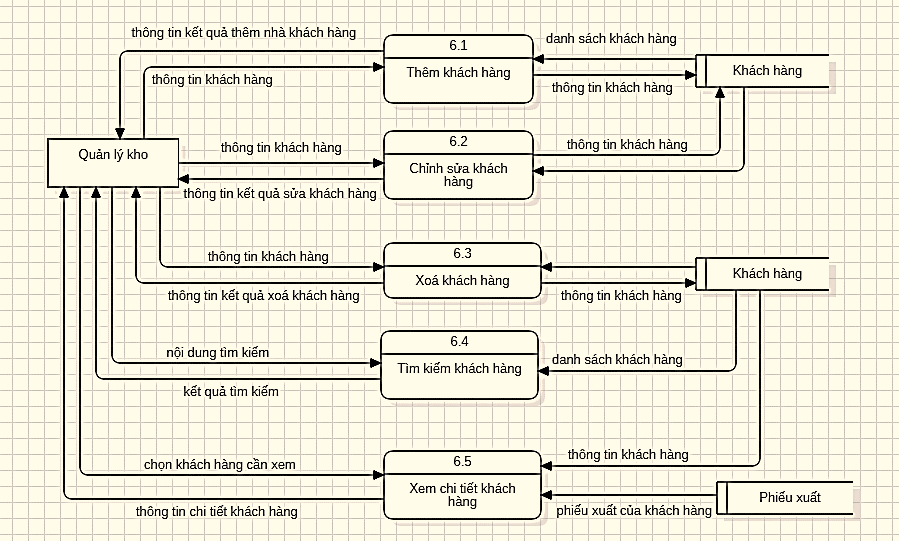 thông tin kết quả thêm nhà khách hàng
thông tin khách hàng
6.1
Thêm khách hàng
danh sách khách hàng
thông tin khách hàng
Khách hàng
Quản lý kho
thông tin khách hàng
thông tin kết quả sửa khách hàng
6.2
Chỉnh sửa khách
hàng
thông tin khách hàng
thông tin khách hàng
thông tin kết quả xoá khách hàng
6.3
Xoá khách hàng
thông tin khách hàng
Khách hàng
nội dung tìm kiếm
kết quả tìm kiếm
6.4
Tìm kiếm khách hàng
danh sách khách hàng
chọn khách hàng cần xem
thông tin chi tiết khách hàng
6.5
Xem chi tiết khách
hàng
thông tin khách hàng
phiếu xuất của khách hàng
Phiếu xuất